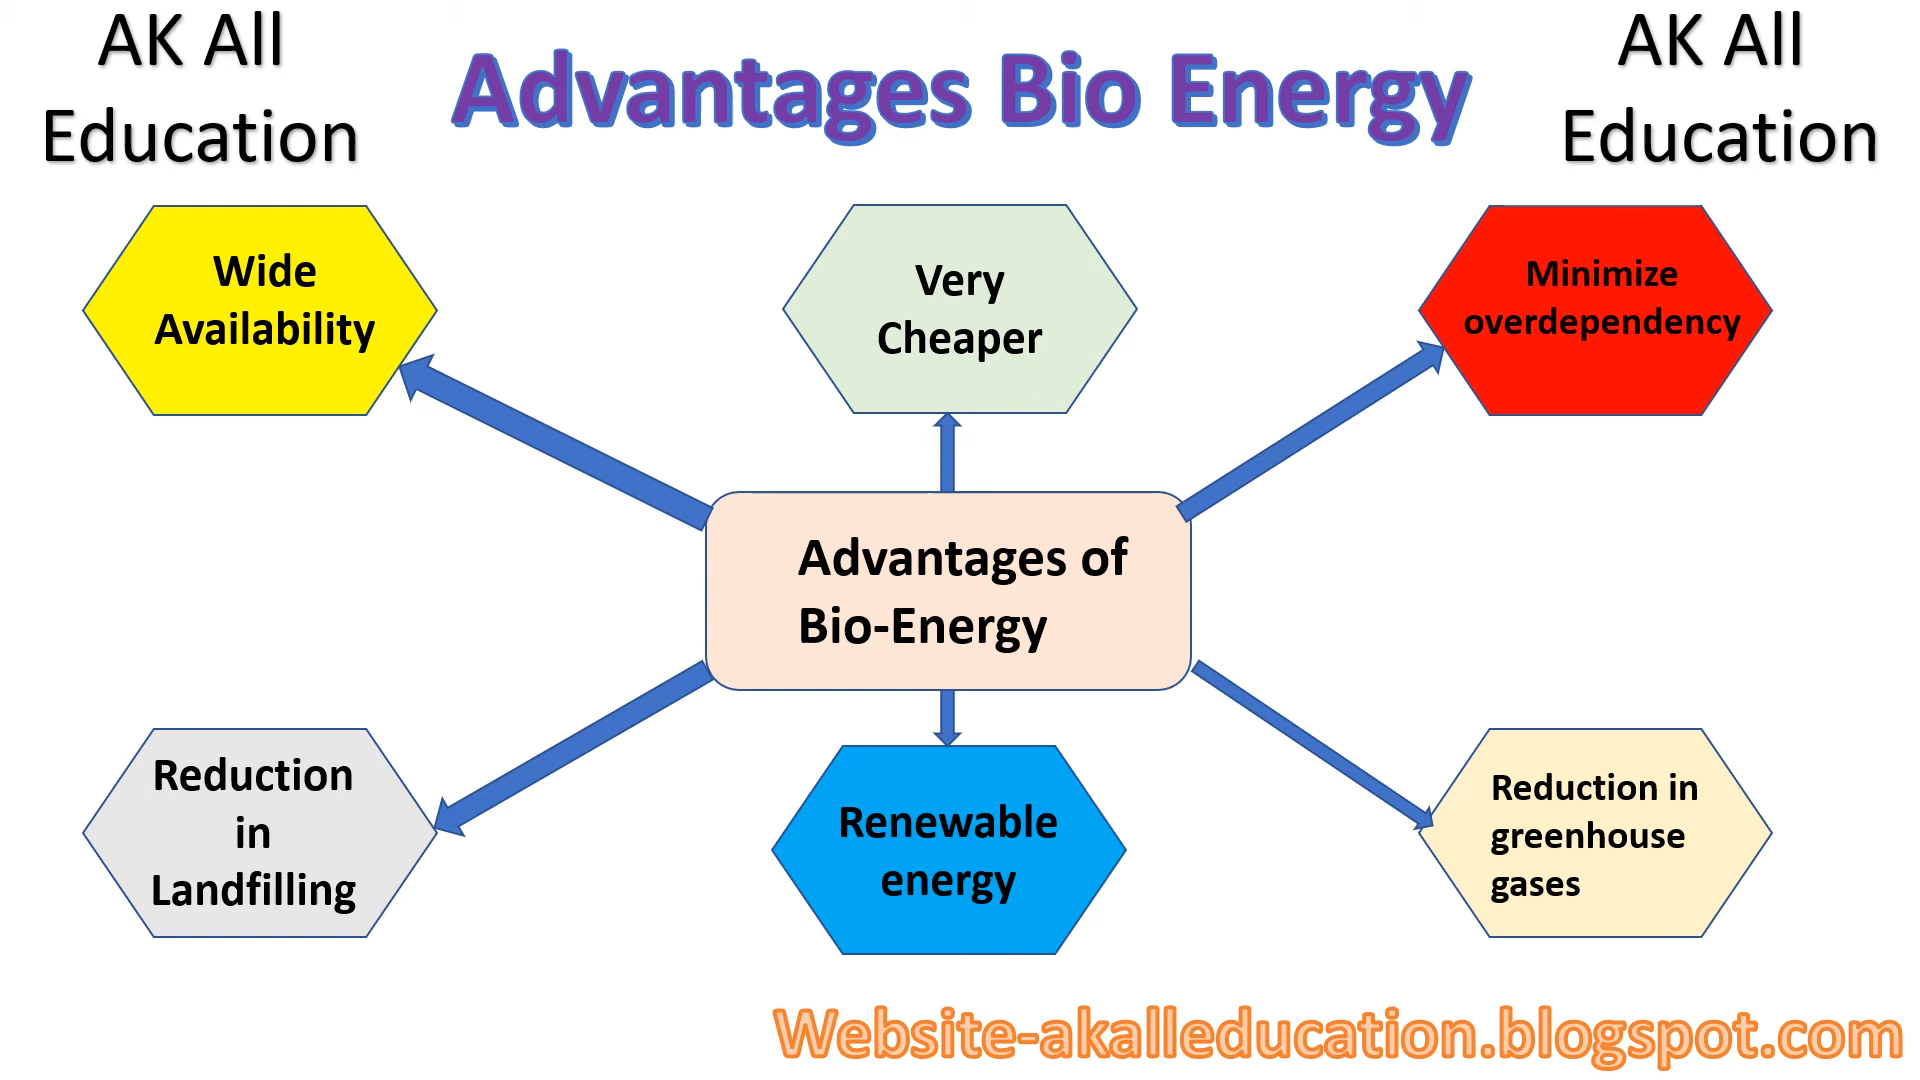 AK All
Education
Advantages Bio Energy
AK All
Education
Wide
Availability
Very
Cheaper
Minimize
overdependency
Advantages of
Bio-Energy
Reduction
in
Landfilling
Renewable
energy
Reduction in
greenhouse
gases
Website-akalleducation.blogspot.com